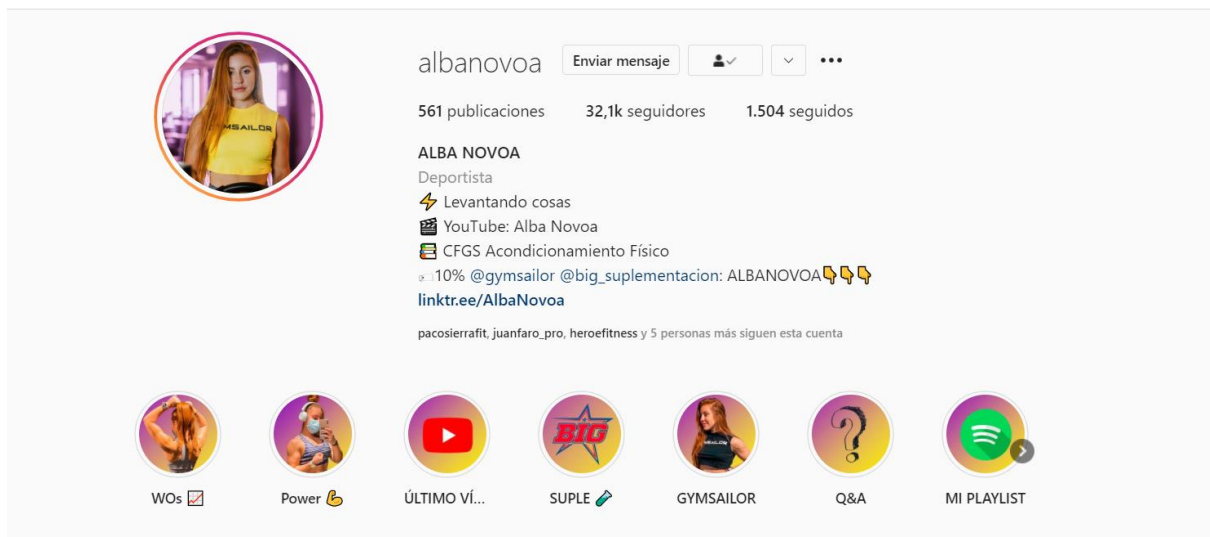 albanovoa Enviar mensaje
561 publicaciones 32,1k seguidores 1.504 seguidos
ALBA NOVOA
Deportista
⚡ Levantando cosas
🎬 YouTube: Alba Novoa
📚 CFGS Acondicionamiento Físico
10% @gymsailor @big_suplementacion: ALBANOVOA👇👇👇
linktr.ee/AlbaNovoa
pacosierrafit, juanfaro_pro, heroefitness y 5 personas más siguen esta cuenta
GYMSAILOR
BIG
WOs 📈 Power 💪 ÚLTIMO VÍ... SUPLE 🧪 GYMSAILOR Q&A MI PLAYLIST